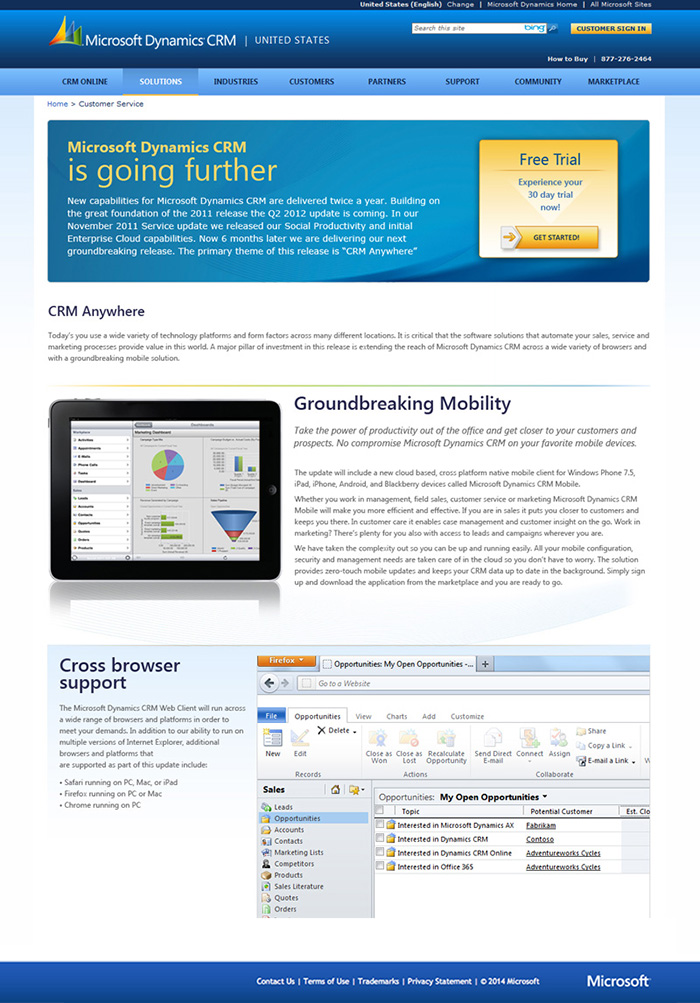 United States (English) Change | Microsoft Dynamics Home | All Microsoft Sites
Microsoft Dynamics CRM | UNITED STATES
Search this site bing
CUSTOMER SIGN IN
How to Buy | 877-276-2464
CRM ONLINE SOLUTIONS INDUSTRIES CUSTOMERS PARTNERS SUPPORT COMMUNITY MARKETPLACE
Home > Customer Service
Microsoft Dynamics CRM
is going further
New capabilities for Microsoft Dynamics CRM are delivered twice a year. Building on
the great foundation of the 2011 release the Q2 2012 update is coming. In our
November 2011 Service update we released our Social Productivity and initial
Enterprise Cloud capabilities. Now 6 months later we are delivering our next
groundbreaking release. The primary theme of this release is “CRM Anywhere”
Free Trial
Experience your
30 day trial
now!
GET STARTED!
CRM Anywhere
Today's you use a wide variety of technology platforms and form factors across many different locations. It is critical that the software solutions that automate your sales, service and
marketing processes provide value in this world. A major pillar of investment in this release is extending the reach of Microsoft Dynamics CRM across a wide variety of browsers and
with a groundbreaking mobile solution.
Workplace
Activities
Appointments
E-Mails
Phone Calls
Tasks
Dashboard
Sales
Leads
Accounts
Contacts
Opportunities
Quotes
Orders
Products
Dashboards
Marketing Dashboard
Groundbreaking Mobility
Take the power of productivity out of the office and get closer to your customers and
prospects. No compromise Microsoft Dynamics CRM on your favorite mobile devices.
The update will include a new cloud based, cross platform native mobile client for Windows Phone 7.5,
iPad, iPhone, Android, and Blackberry devices called Microsoft Dynamics CRM Mobile.
Whether you work in management, field sales, customer service or marketing Microsoft Dynamics CRM
Mobile will make you more efficient and effective. If you are in sales it puts you closer to customers and
keeps you there. In customer care it enables case management and customer insight on the go. Work in
marketing? There's plenty for you also with access to leads and campaigns wherever you are.
We have taken the complexity out so you can be up and running easily. All your mobile configuration,
security and management needs are taken care of in the cloud so you don't have to worry. The solution
provides zero-touch mobile updates and keeps your CRM data up to date in the background. Simply sign
up and download the application from the marketplace and you are ready to go.
Cross browser
support
The Microsoft Dynamics CRM Web Client will run across
a wide range of browsers and platforms in order to
meet your demands. In addition to our ability to run on
multiple versions of Internet Explorer, additional
browsers and platforms that
are supported as part of this update include:
• Safari running on PC, Mac, or iPad
• Firefox running on PC or Mac
• Chrome running on PC
Firefox
Opportunities: My Open Opportunities -...
Go to a Website
File Opportunities View Charts Add Customize
New Edit Delete
Close as Won
Close as Lost
Recalculate Opportunity
Send Direct E-mail
Connect Assign
Share
Copy a Link
E-mail a Link
Records Actions Collaborate
Sales
Leads
Opportunities
Accounts
Contacts
Marketing Lists
Competitors
Products
Sales Literature
Quotes
Orders
Opportunities: My Open Opportunities
Topic Potential Customer Est. Clo
Interested in Microsoft Dynamics AX Fabrikam
Interested in Dynamics CRM Contoso
Interested in Dynamics CRM Online Adventureworks Cycles
Interested in Office 365 Adventureworks Cycles
Contact Us | Terms of Use | Trademarks | Privacy Statement | © 2014 Microsoft
Microsoft